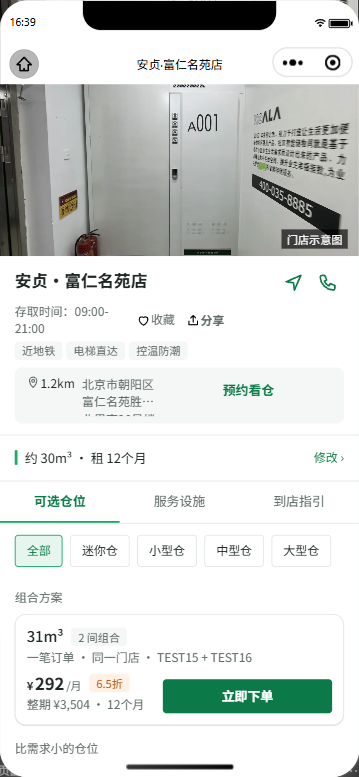 16:39
安贞·富仁名苑店
A001
400-035-8885
门店示意图
安贞·富仁名苑店
存取时间：09:00-
21:00
收藏
分享
近地铁
电梯直达
控温防潮
1.2km
北京市朝阳区
富仁名苑胜…
预约看仓
约 30m³ · 租 12个月
修改 ›
可选仓位
服务设施
到店指引
全部
迷你仓
小型仓
中型仓
大型仓
组合方案
31m³
2 间组合
一笔订单 · 同一门店 · TEST15 + TEST16
¥292/月
6.5折
整期 ¥3,504 · 12个月
立即下单
比需求小的仓位